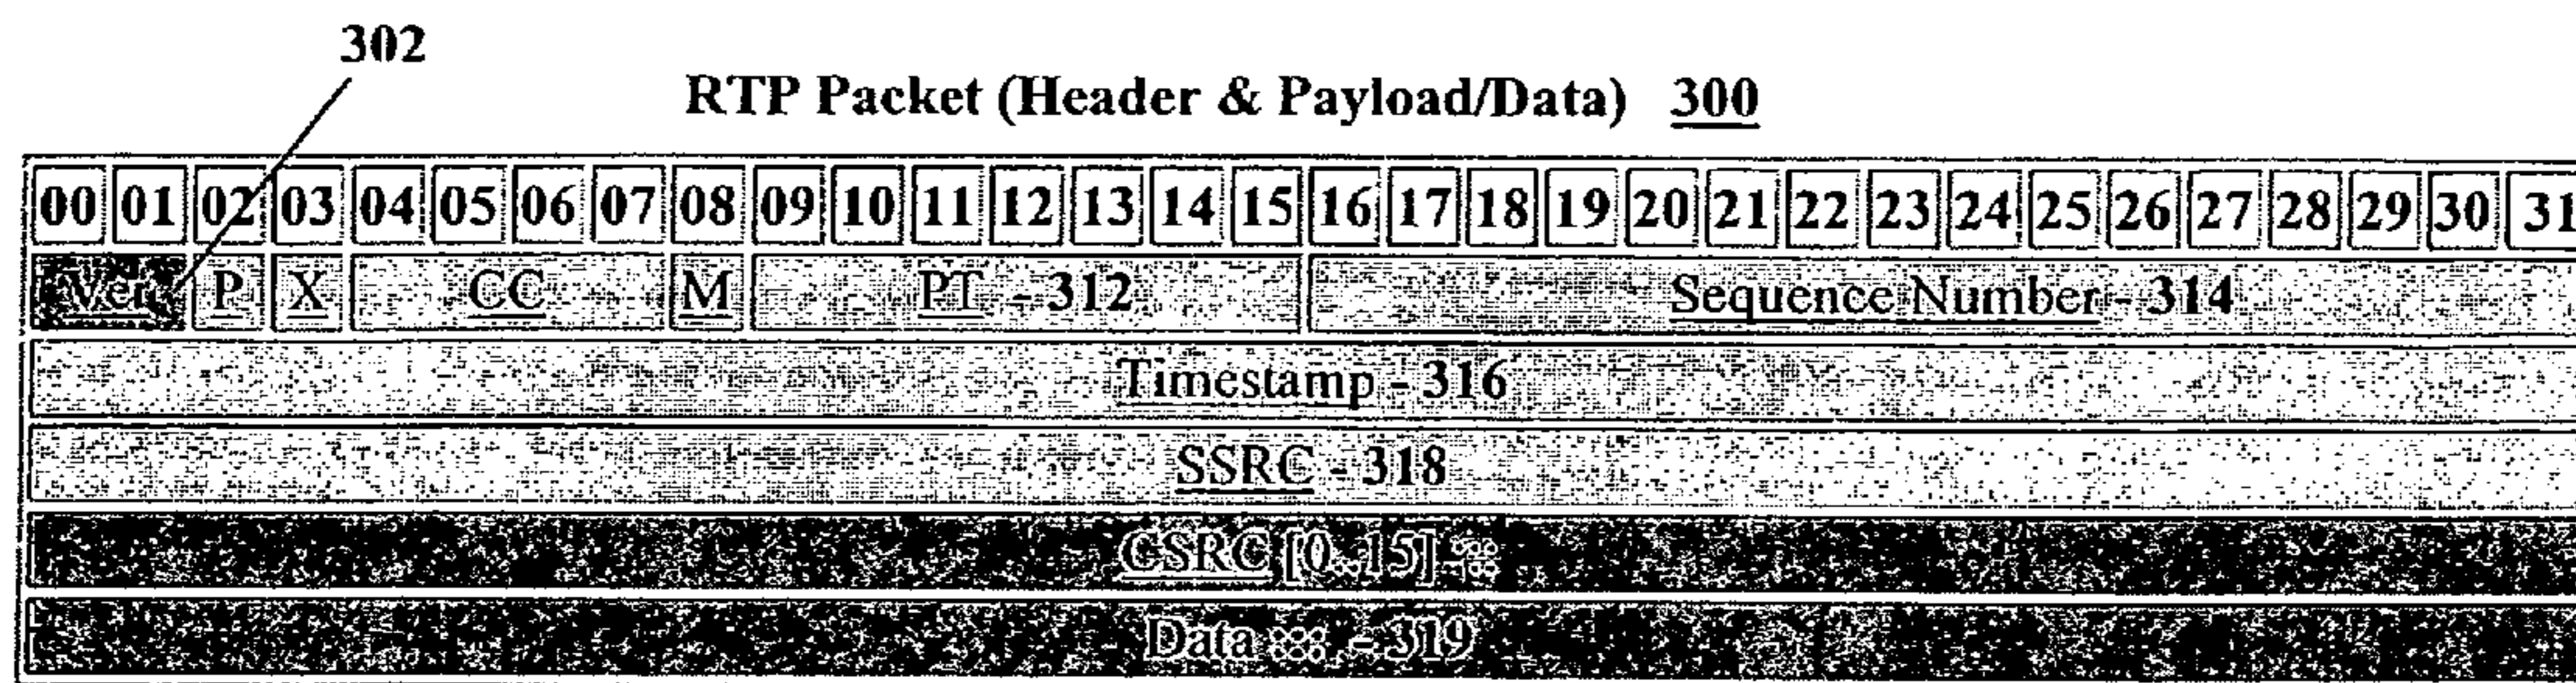 302
RTP Packet (Header & Payload/Data) 300
00 01 02 03 04 05 06 07 08 09 10 11 12 13 14 15 16 17 18 19 20 21 22 23 24 25 26 27 28 29 30 31
Ver. P X CC M PT - 312 Sequence Number - 314
Timestamp - 316
SSRC - 318
CSRC [0..15] :::
Data ::: - 319